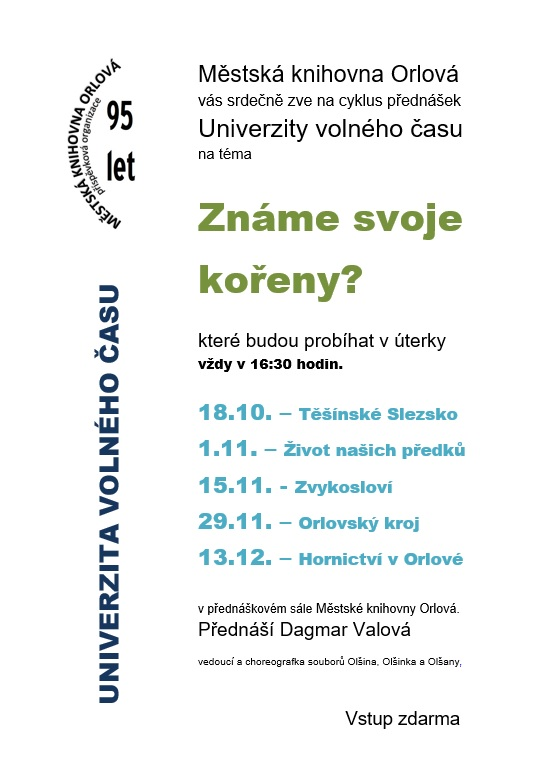 MĚSTSKÁ KNIHOVNA ORLOVÁ
příspěvková organizace
95
let
UNIVERZITA VOLNÉHO ČASU
Městská knihovna Orlová
vás srdečně zve na cyklus přednášek
Univerzity volného času
na téma
Známe svoje
kořeny?
které budou probíhat v úterky
vždy v 16:30 hodin.
18.10. – Těšínské Slezsko
1.11. – Život našich předků
15.11. - Zvykosloví
29.11. – Orlovský kroj
13.12. – Hornictví v Orlové
v přednáškovém sále Městské knihovny Orlová.
Přednáší Dagmar Valová
vedoucí a choreografka souborů Olšina, Olšinka a Olšany,
Vstup zdarma